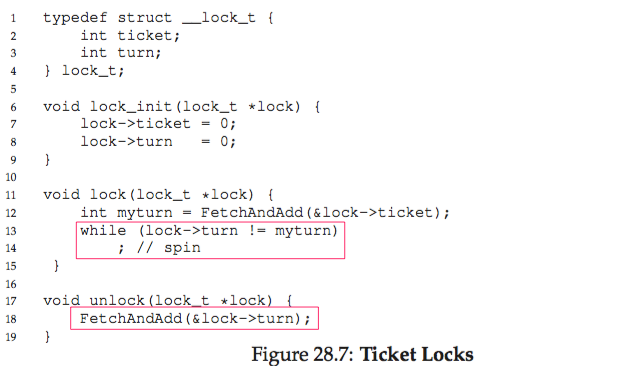 1 typedef struct __lock_t {
2 int ticket;
3 int turn;
4 } lock_t;
5
6 void lock_init(lock_t *lock) {
7 lock->ticket = 0;
8 lock->turn = 0;
9 }
10
11 void lock(lock_t *lock) {
12 int myturn = FetchAndAdd(&lock->ticket);
13 while (lock->turn != myturn)
14 ; // spin
15 }
16
17 void unlock(lock_t *lock) {
18 FetchAndAdd(&lock->turn);
19 }
Figure 28.7: Ticket Locks